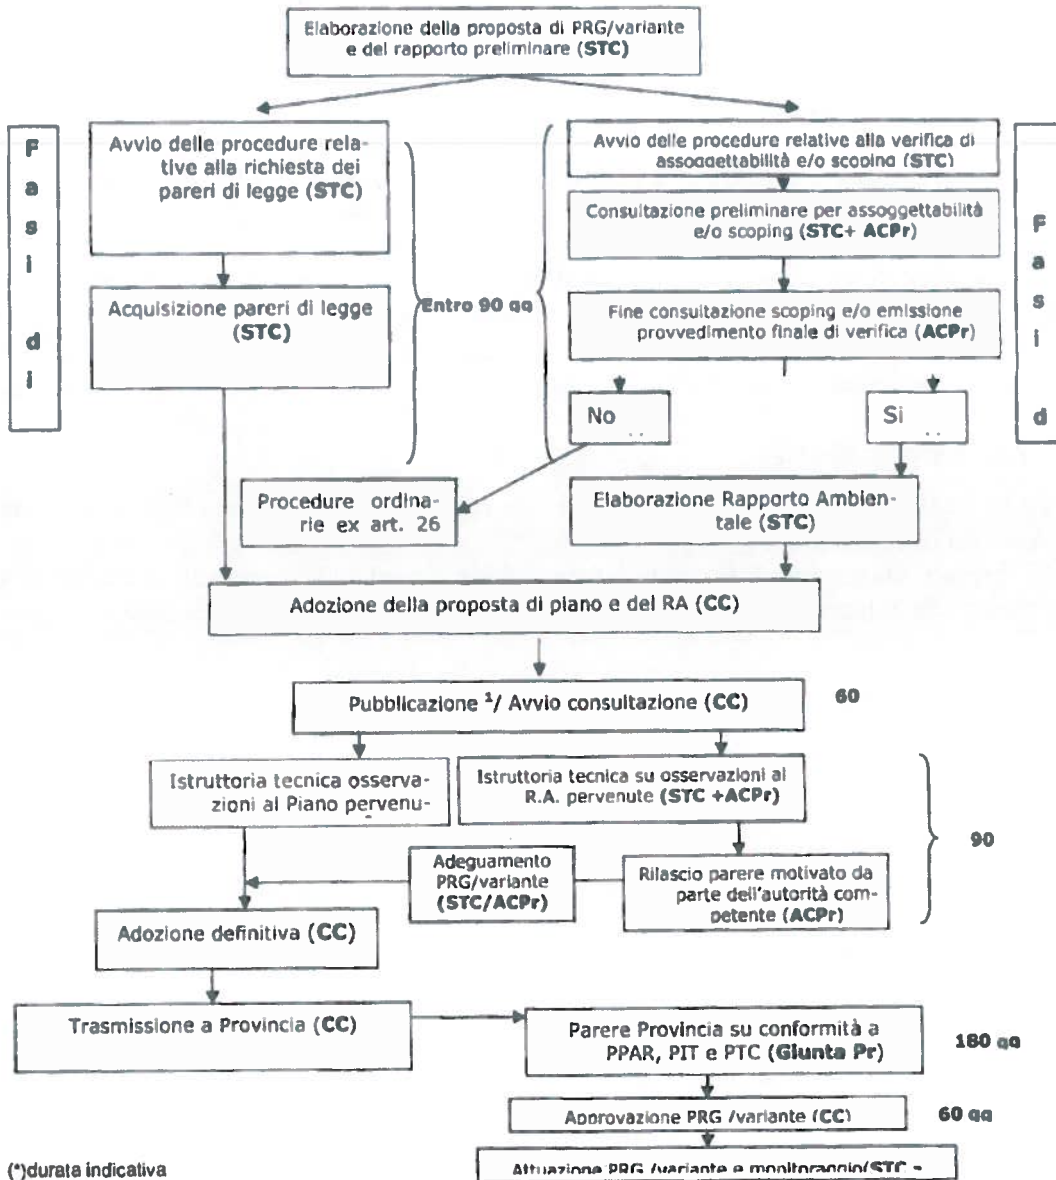 Elaborazione della proposta di PRG/variante
e del rapporto preliminare (STC)
F
a
s
i
d
i
Avvio delle procedure rela-
tive alla richiesta dei
pareri di legge (STC)
Acquisizione pareri di legge
(STC)
Entro 90 gg
Avvio delle procedure relative alla verifica di
assoggettabilità e/o scoping (STC)
Consultazione preliminare per assoggettabilità
e/o scoping (STC+ ACPr)
Fine consultazione scoping e/o emissione
provvedimento finale di verifica (ACPr)
F
a
s
i
d
No
Si
Procedure ordina-
rie ex art. 26
Elaborazione Rapporto Ambien-
tale (STC)
Adozione della proposta di piano e del RA (CC)
Pubblicazione ¹/ Avvio consultazione (CC)
60
Istruttoria tecnica osserva-
zioni al Piano pervenu-
Istruttoria tecnica su osservazioni al
R.A. pervenute (STC +ACPr)
90
Adeguamento
PRG/variante
(STC/ACPr)
Rilascio parere motivato da
parte dell'autorità com-
petente (ACPr)
Adozione definitiva (CC)
Trasmissione a Provincia (CC)
Parere Provincia su conformità a
PPAR, PIT e PTC (Giunta Pr)
180 gg
Approvazione PRG /variante (CC)
60 gg
(*)durata indicativa
Attuazione PRG /variante e monitoraggio(STC -